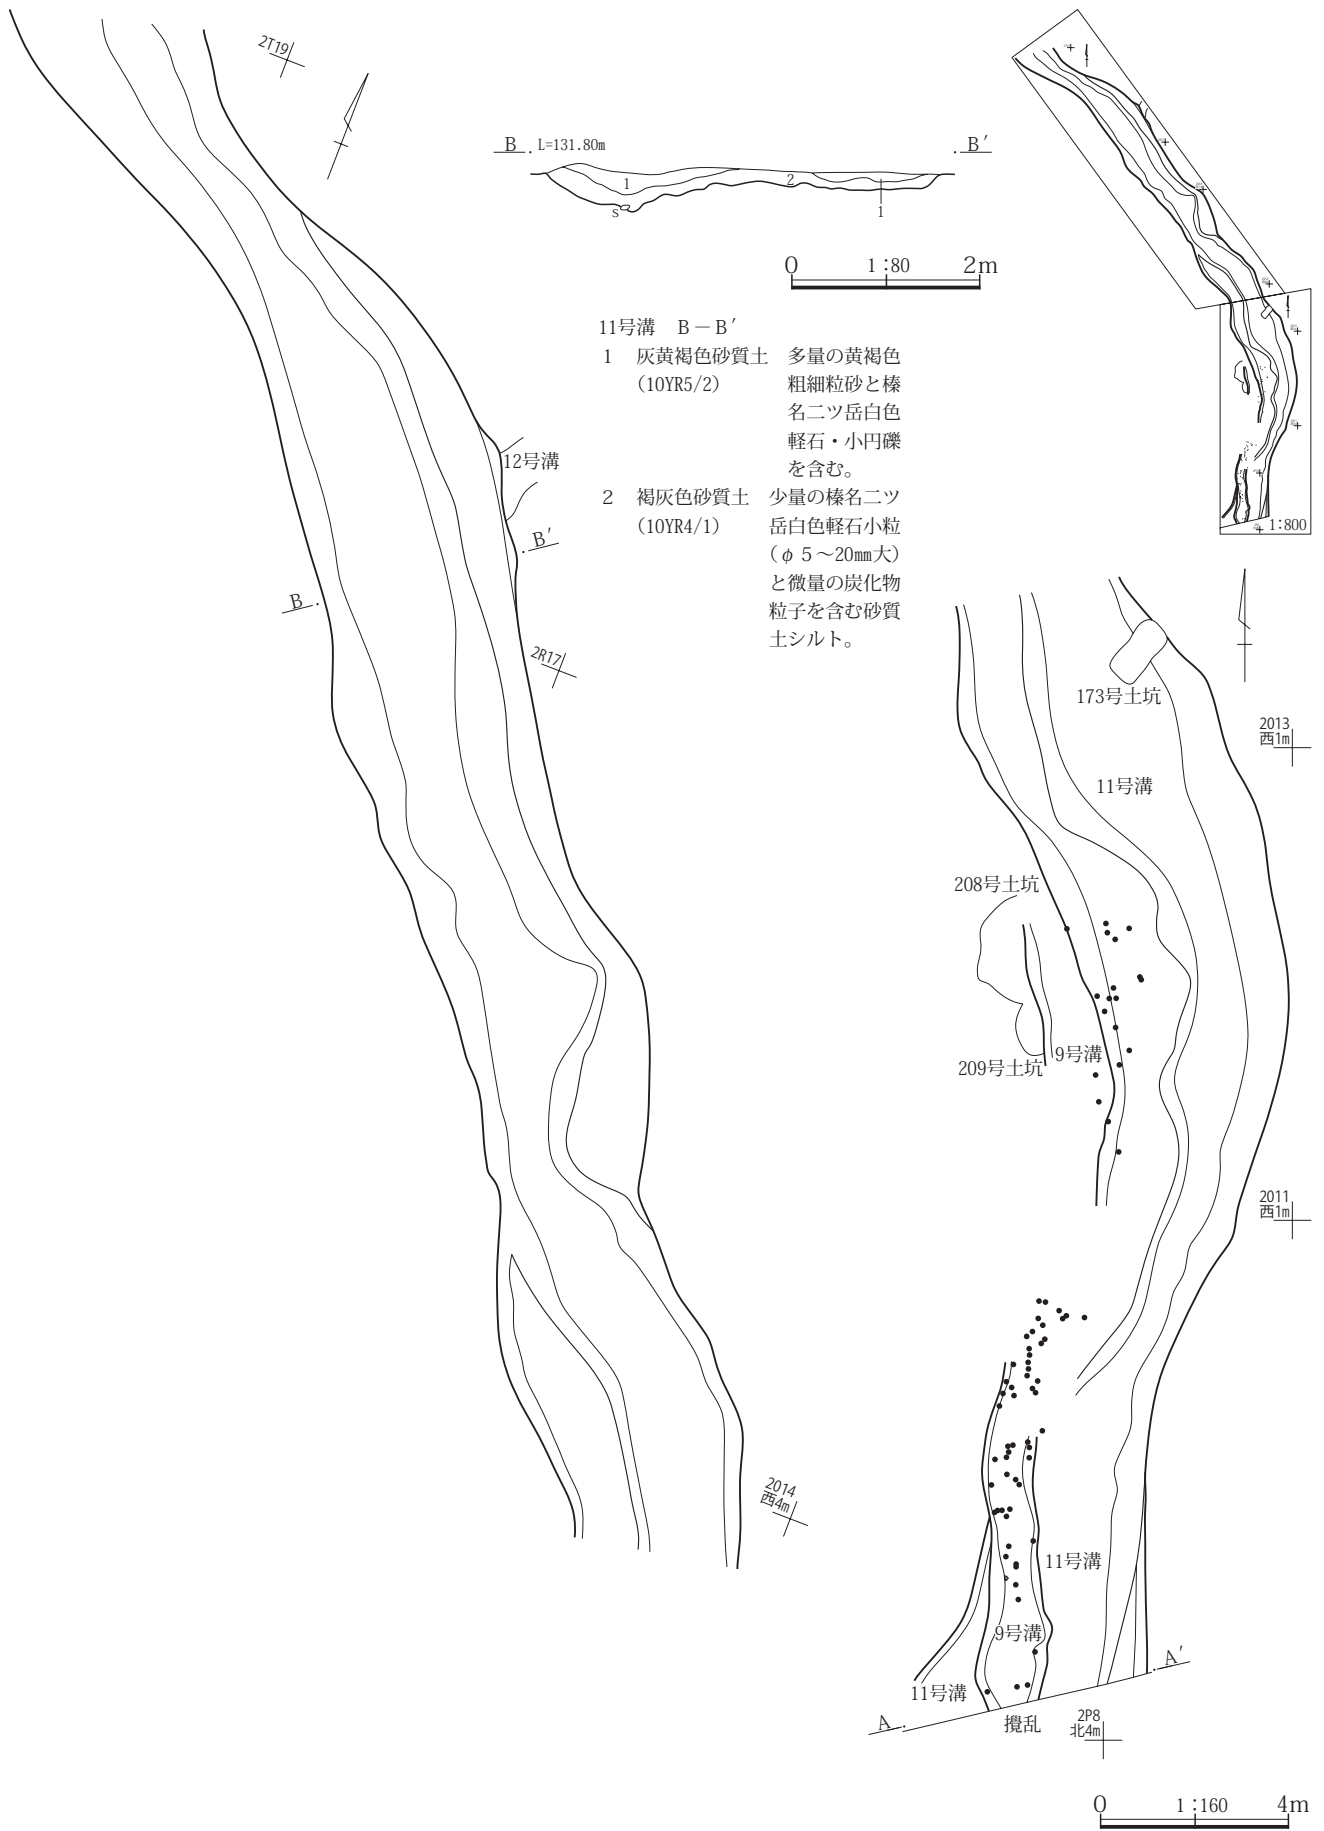 2T19
B L=131.80m B′
1
2
S
1
0 1:80 2m
11号溝 B－B′
1 灰黄褐色砂質土 多量の黄褐色
(10YR5/2) 粗細粒砂と榛
名二ツ岳白色
軽石・小円礫
を含む。
2 褐灰色砂質土 少量の榛名二ツ
(10YR4/1) 岳白色軽石小粒
（φ 5～20㎜大）
と微量の炭化物
粒子を含む砂質
土シルト。
12号溝
B′
B
2R17
2014
西4m
1:800
173号土坑
2013
西1m
11号溝
208号土坑
9号溝
209号土坑
2011
西1m
11号溝
9号溝
A′
11号溝
A
攪乱
2P8
北4m
0 1:160 4m